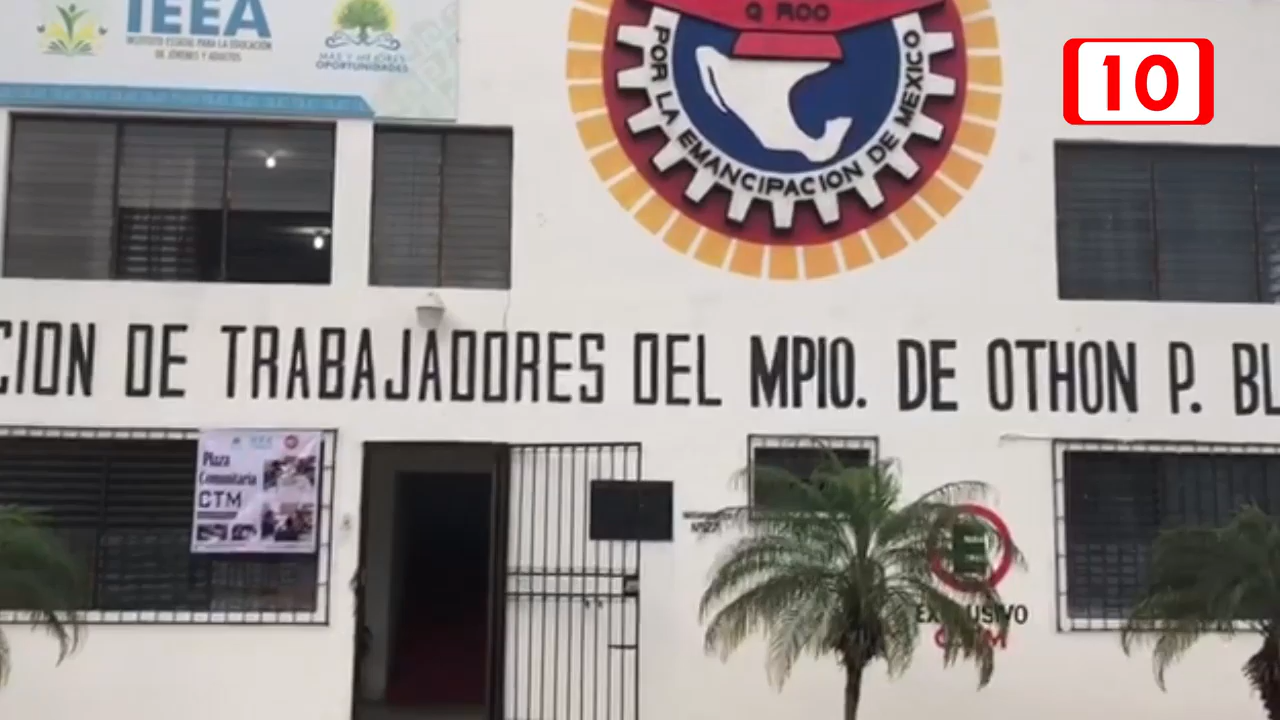 IEEA
INSTITUTO ESTATAL PARA LA EDUCACIÓN
DE JÓVENES Y ADULTOS
MÁS Y MEJORES
OPORTUNIDADES
Q ROO
POR LA EMANCIPACION DE MEXICO
10
CION DE TRABAJADORES DEL MPIO. DE OTHON P. BL
Plaza
Comunitaria
CTM
EXCLUSIVO